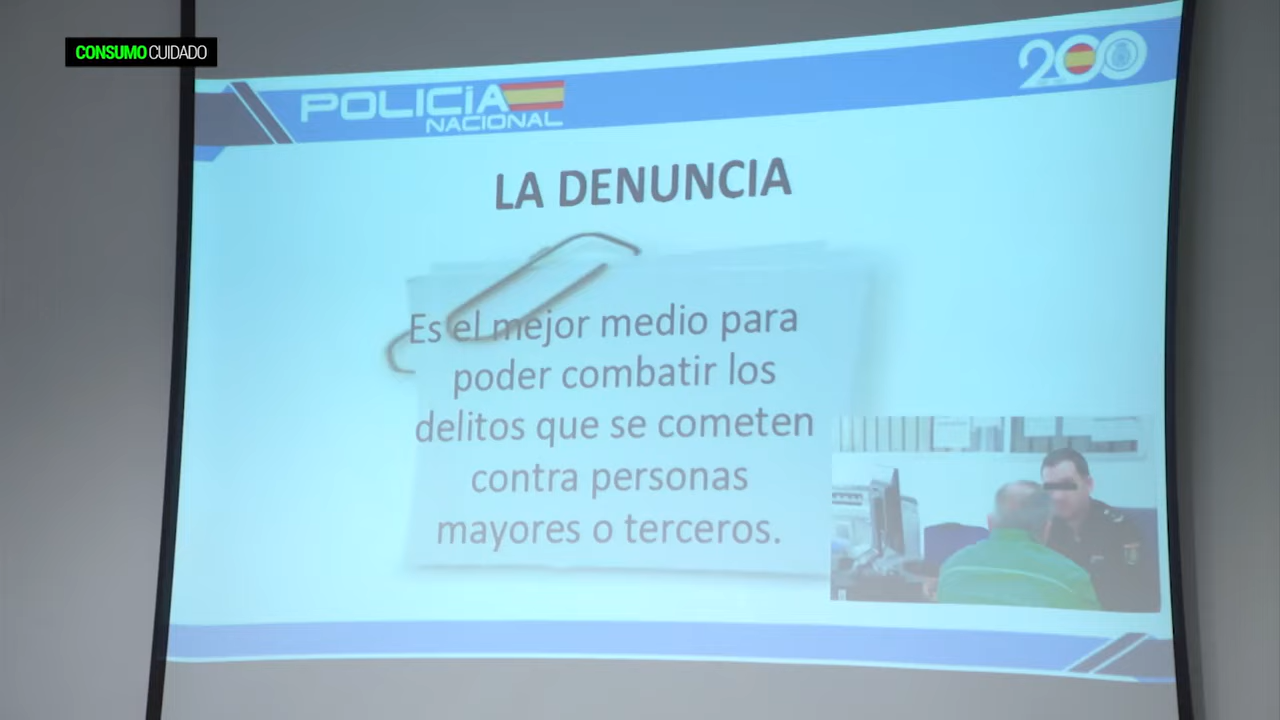 CONSUMO CUIDADO
POLICÍA
NACIONAL
200
LA DENUNCIA
Es el mejor medio para
poder combatir los
delitos que se cometen
contra personas
mayores o terceros.